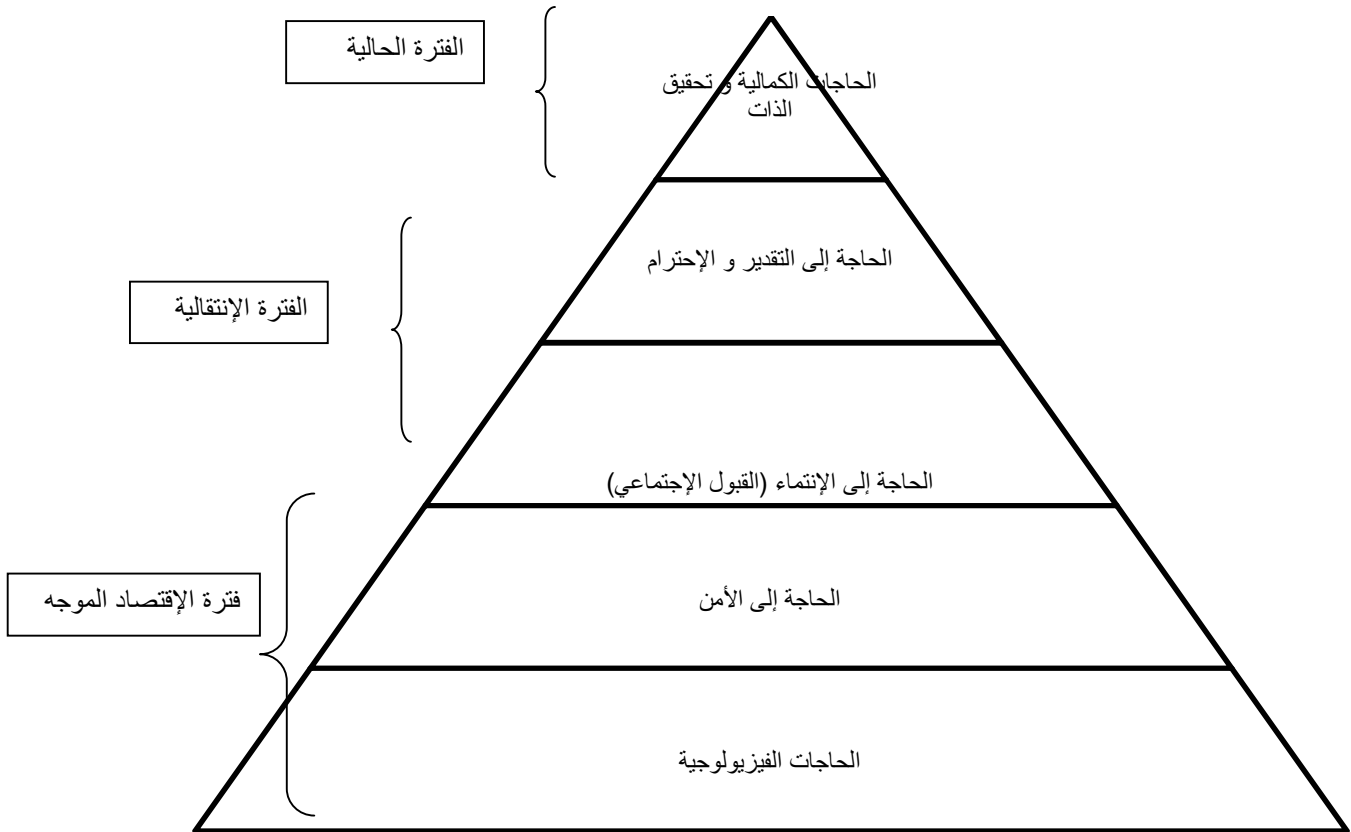 الفترة الحالية
الحاجات الكمالية و تحقيق
الذات
الحاجة إلى التقدير و الإحترام
الفترة الإنتقالية
الحاجة إلى الإنتماء (القبول الإجتماعي)
فترة الإقتصاد الموجه
الحاجة إلى الأمن
الحاجات الفيزيولوجية